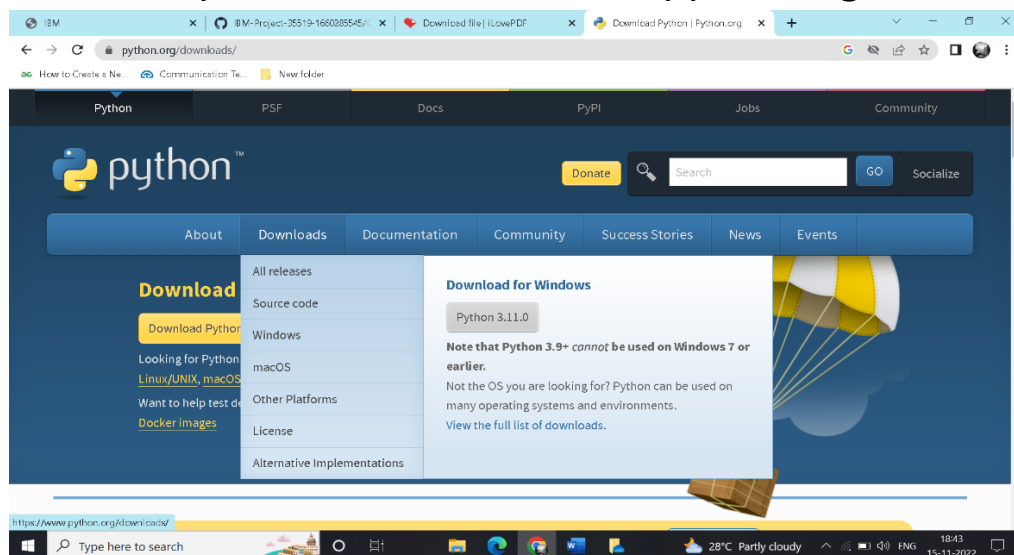 IBM
IBM-Project-35519-1660285545/
Download file | iLovePDF
Download Python | Python.org
python.org/downloads/
How to Create a Ne...
Communication Te...
New folder
Python
PSF
Docs
PyPI
Jobs
Community
python™
Donate
Search
GO
Socialize
About
Downloads
Documentation
Community
Success Stories
News
Events
Download
Download Python
Looking for Python
Linux/UNIX, macOS
Want to help test
Docker images
All releases
Source code
Windows
macOS
Other Platforms
License
Alternative Implementations
Download for Windows
Python 3.11.0
Note that Python 3.9+ cannot be used on Windows 7 or
earlier.
Not the OS you are looking for? Python can be used on
many operating systems and environments.
View the full list of downloads.
https://www.python.org/downloads/
Type here to search
28°C Partly cloudy
ENG
18:43
15-11-2022